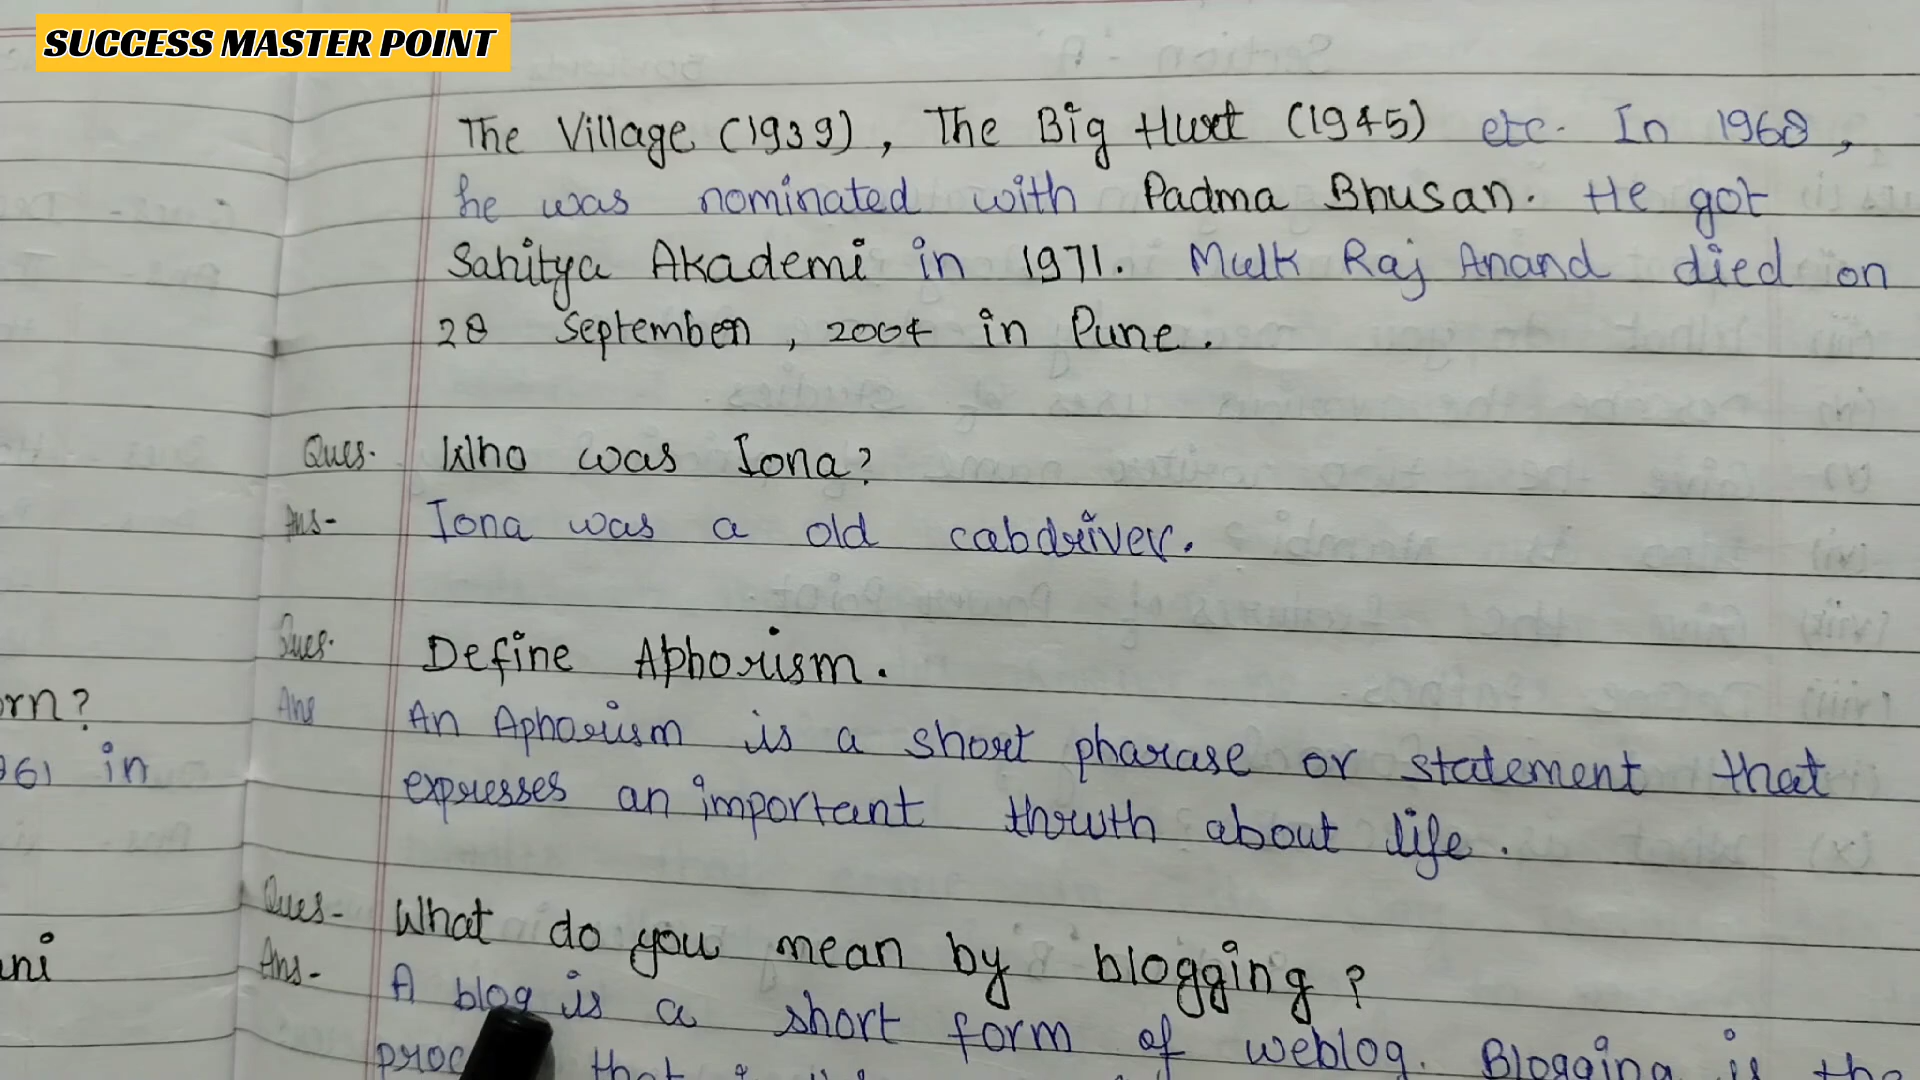 SUCCESS MASTER POINT
The Village (1939), The Big Hurt (1945) etc. In 1968,
he was nominated with Padma Bhusan. He got
Sahitya Akademi in 1971. Mulk Raj Anand died on
28 September, 2004 in Pune.
Ques. Who was Iona?
Ans- Iona was a old cabdriver.
Ques. Define Aphorism.
Ans An Aphorism is a short pharase or statement that
expresses an important thruth about life.
Ques- What do you mean by blogging?
Ans- A blog is a short form of weblog. Blogging is the
that
orn?
961 in
ani